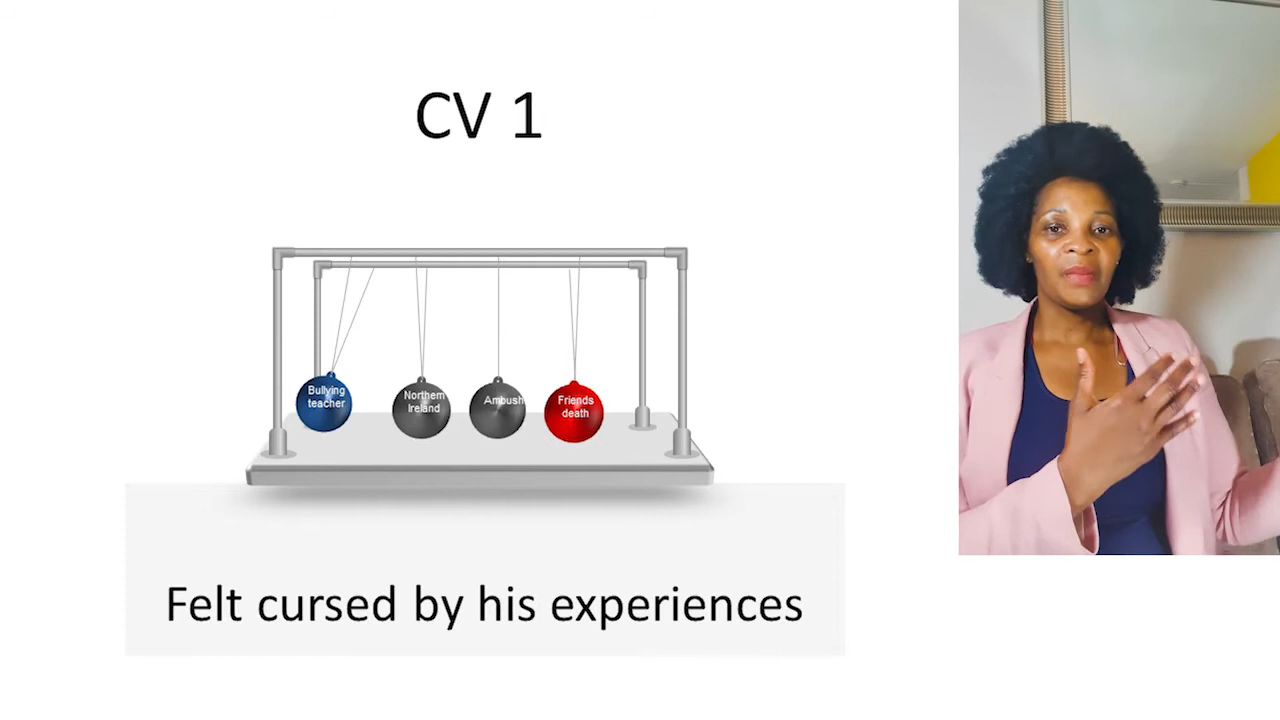 CV 1
Bullying
teacher
Northern
Ireland
Ambush
Friends
death
Felt cursed by his experiences